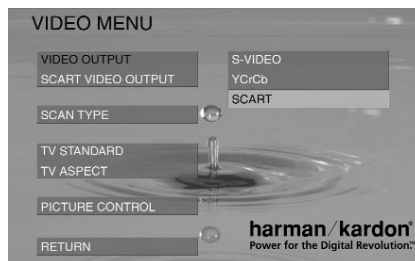 VIDEO MENU
VIDEO OUTPUT
SCART VIDEO OUTPUT
SCAN TYPE
TV STANDARD
TV ASPECT
PICTURE CONTROL
RETURN
S-VIDEO
YCrCb
SCART
harman/kardon®
Power for the Digital Revolution.™